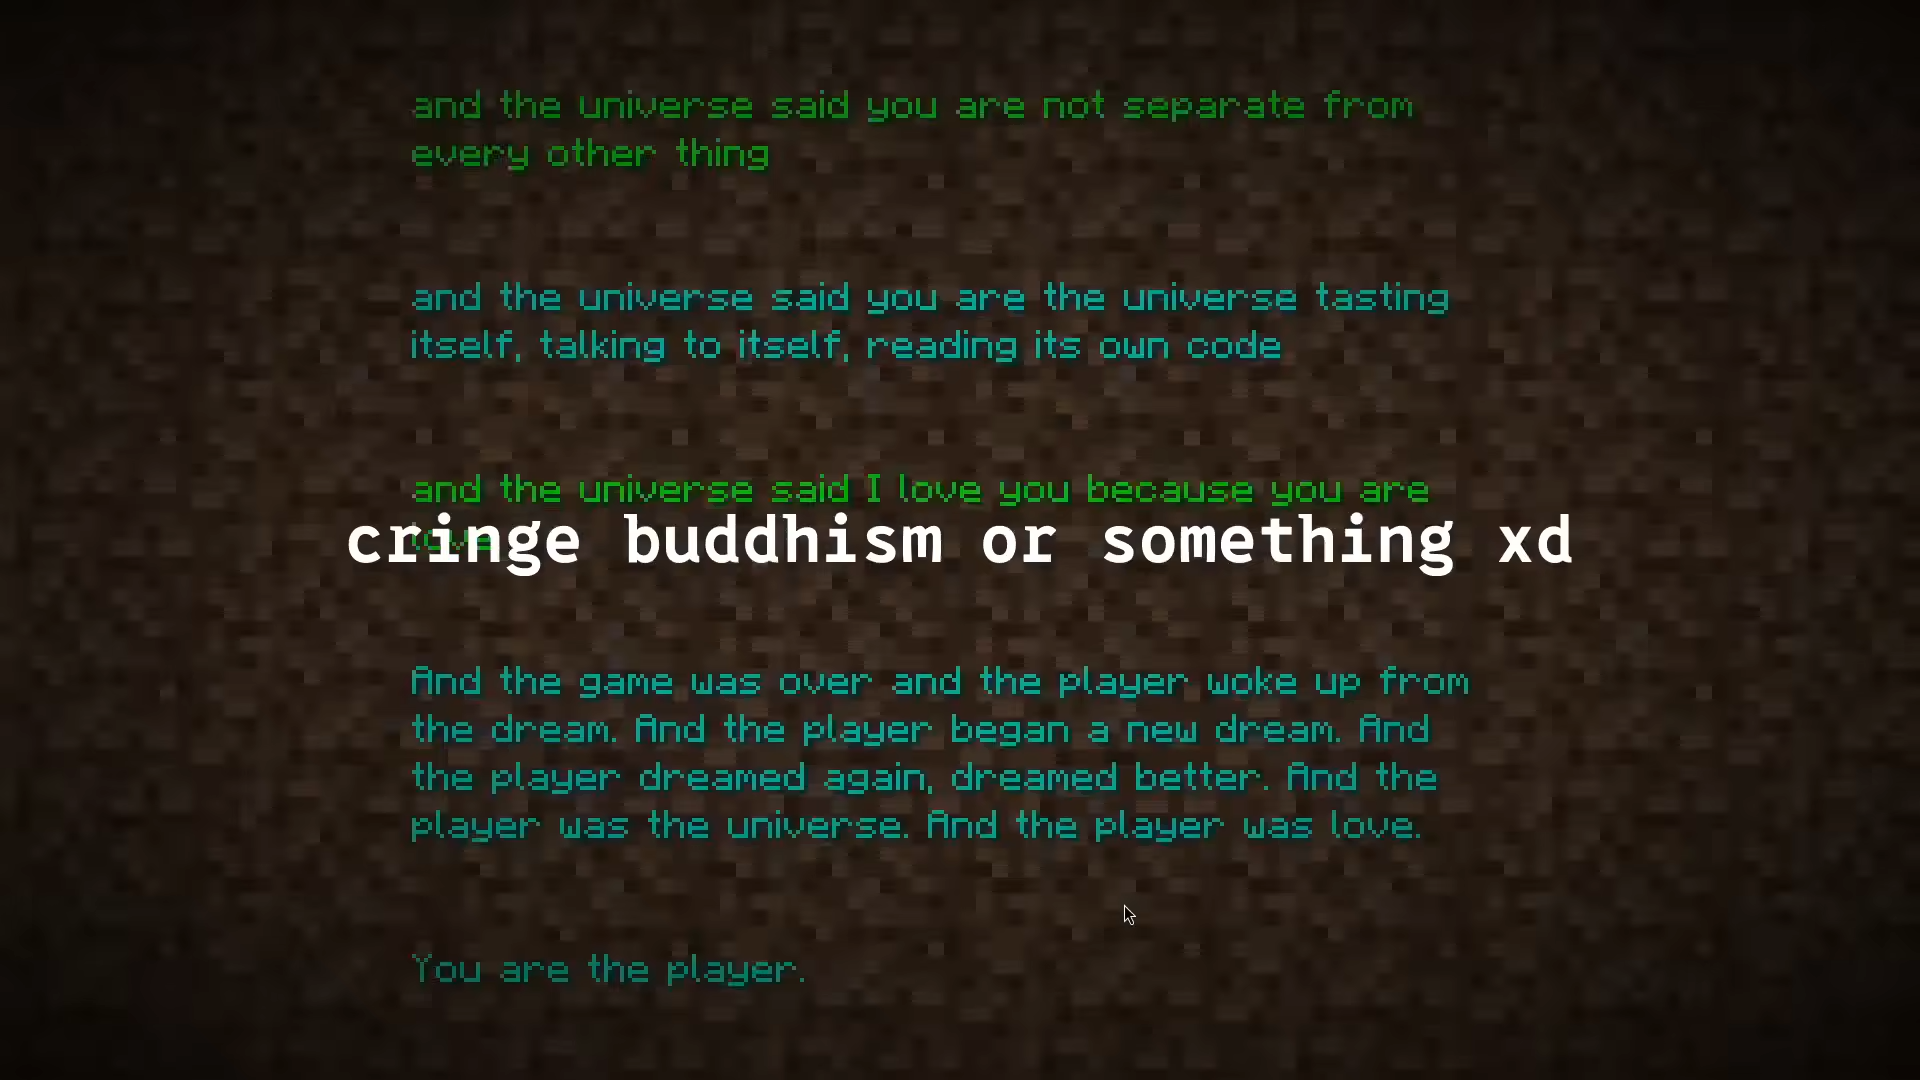 and the universe said you are not separate from
every other thing
and the universe said you are the universe tasting
itself, talking to itself, reading its own code
and the universe said I love you because you are
love
cringe buddhism or something xd
And the game was over and the player woke up from
the dream. And the player began a new dream. And
the player dreamed again, dreamed better. And the
player was the universe. And the player was love.
You are the player.